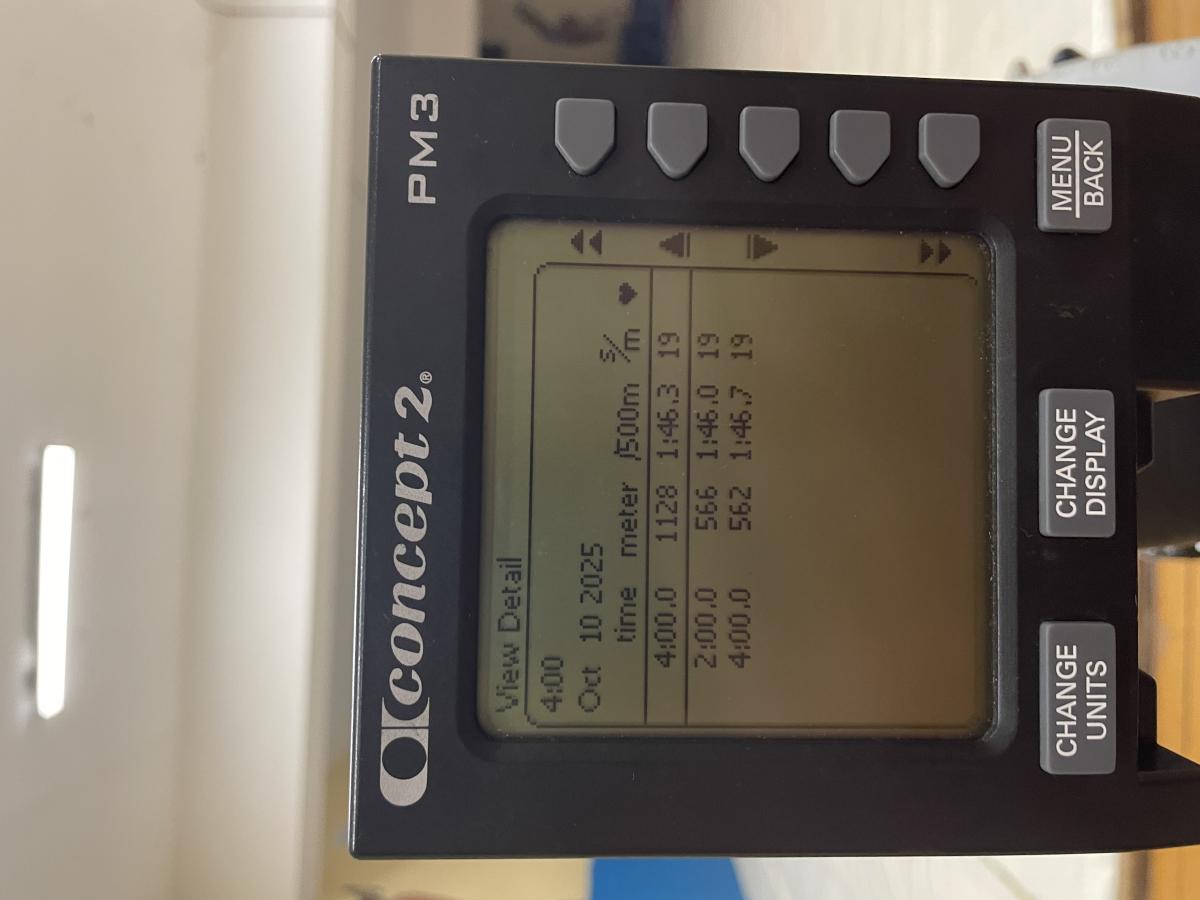 concept 2® PM3
View Detail
4:00
Oct 10 2025
time meter /500m s/m ♥
4:00.0 1128 1:46.3 19
2:00.0 566 1:46.0 19
4:00.0 562 1:46.7 19
CHANGE UNITS
CHANGE DISPLAY
MENU BACK